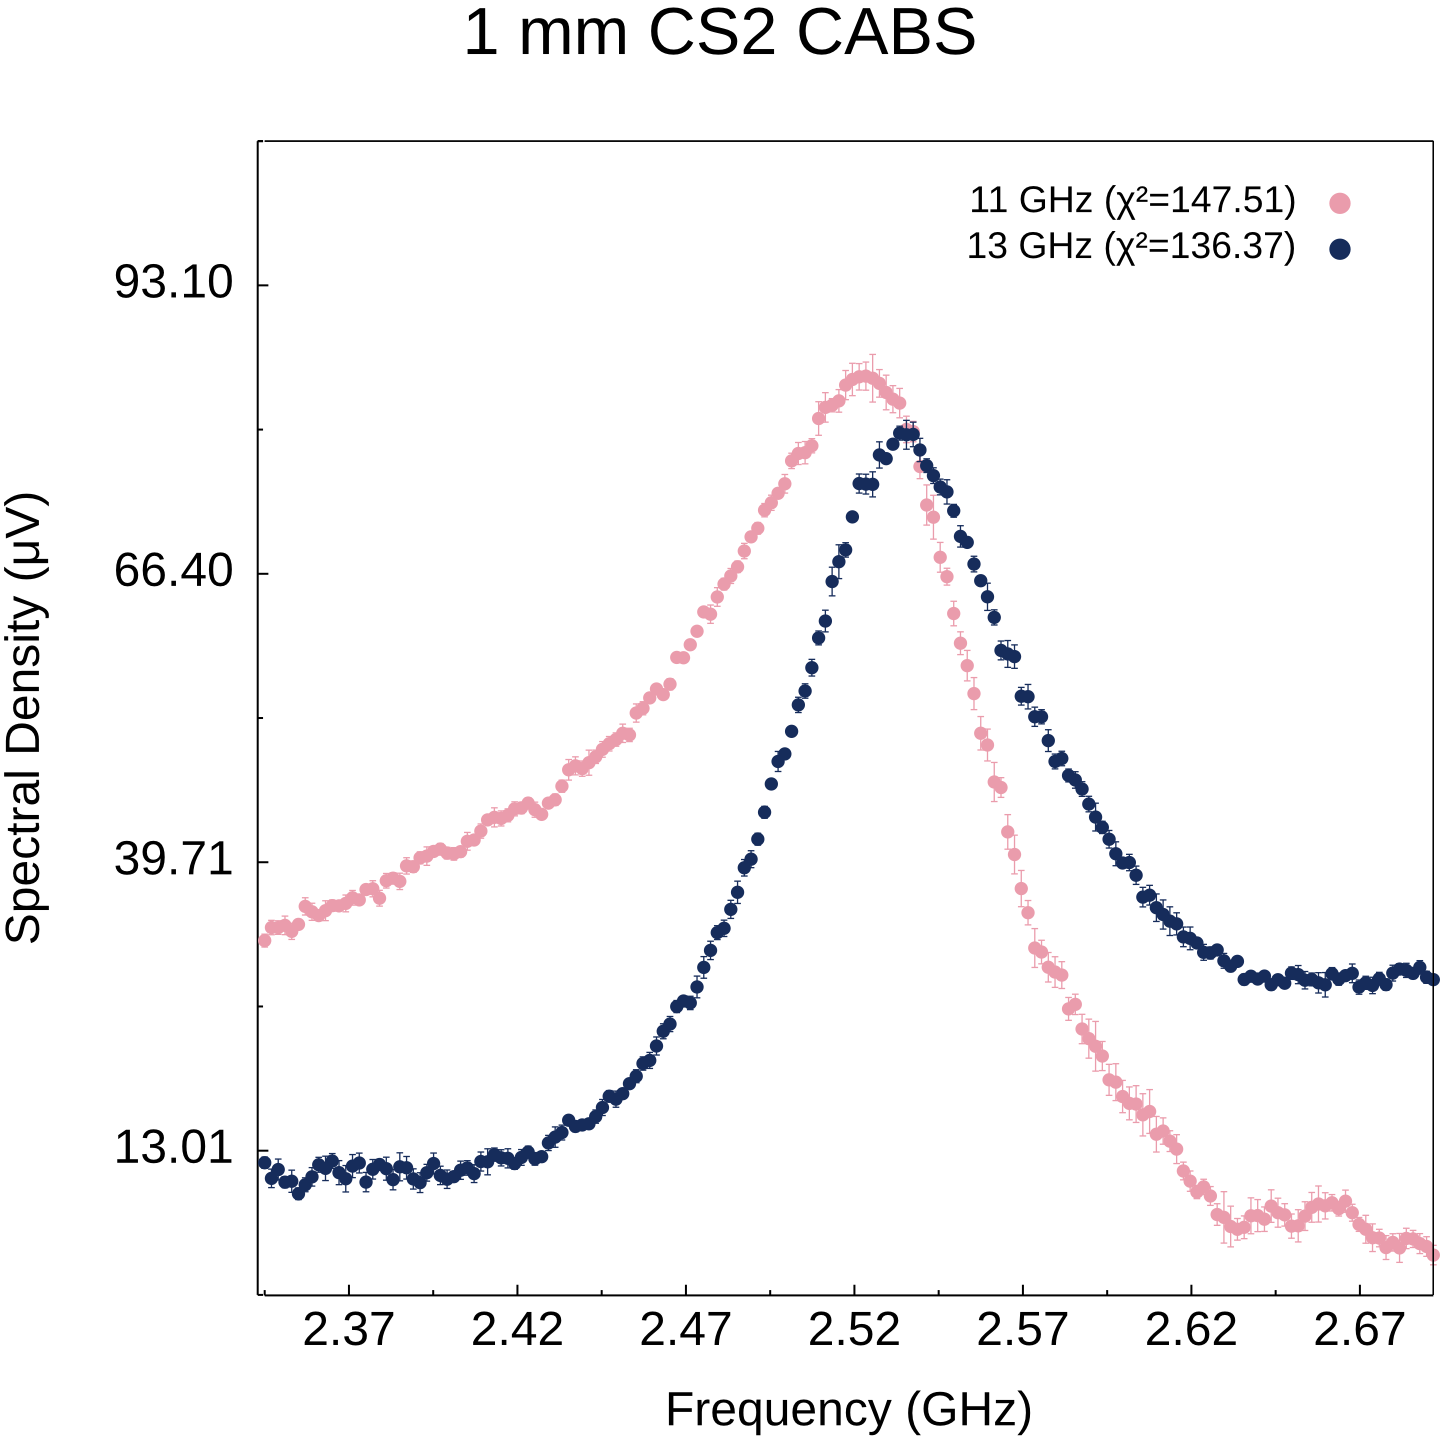 1 mm CS2 CABS
11 GHz (χ²=147.51)
13 GHz (χ²=136.37)
93.10
66.40
39.71
13.01
Spectral Density (μV)
2.37 2.42 2.47 2.52 2.57 2.62 2.67
Frequency (GHz)